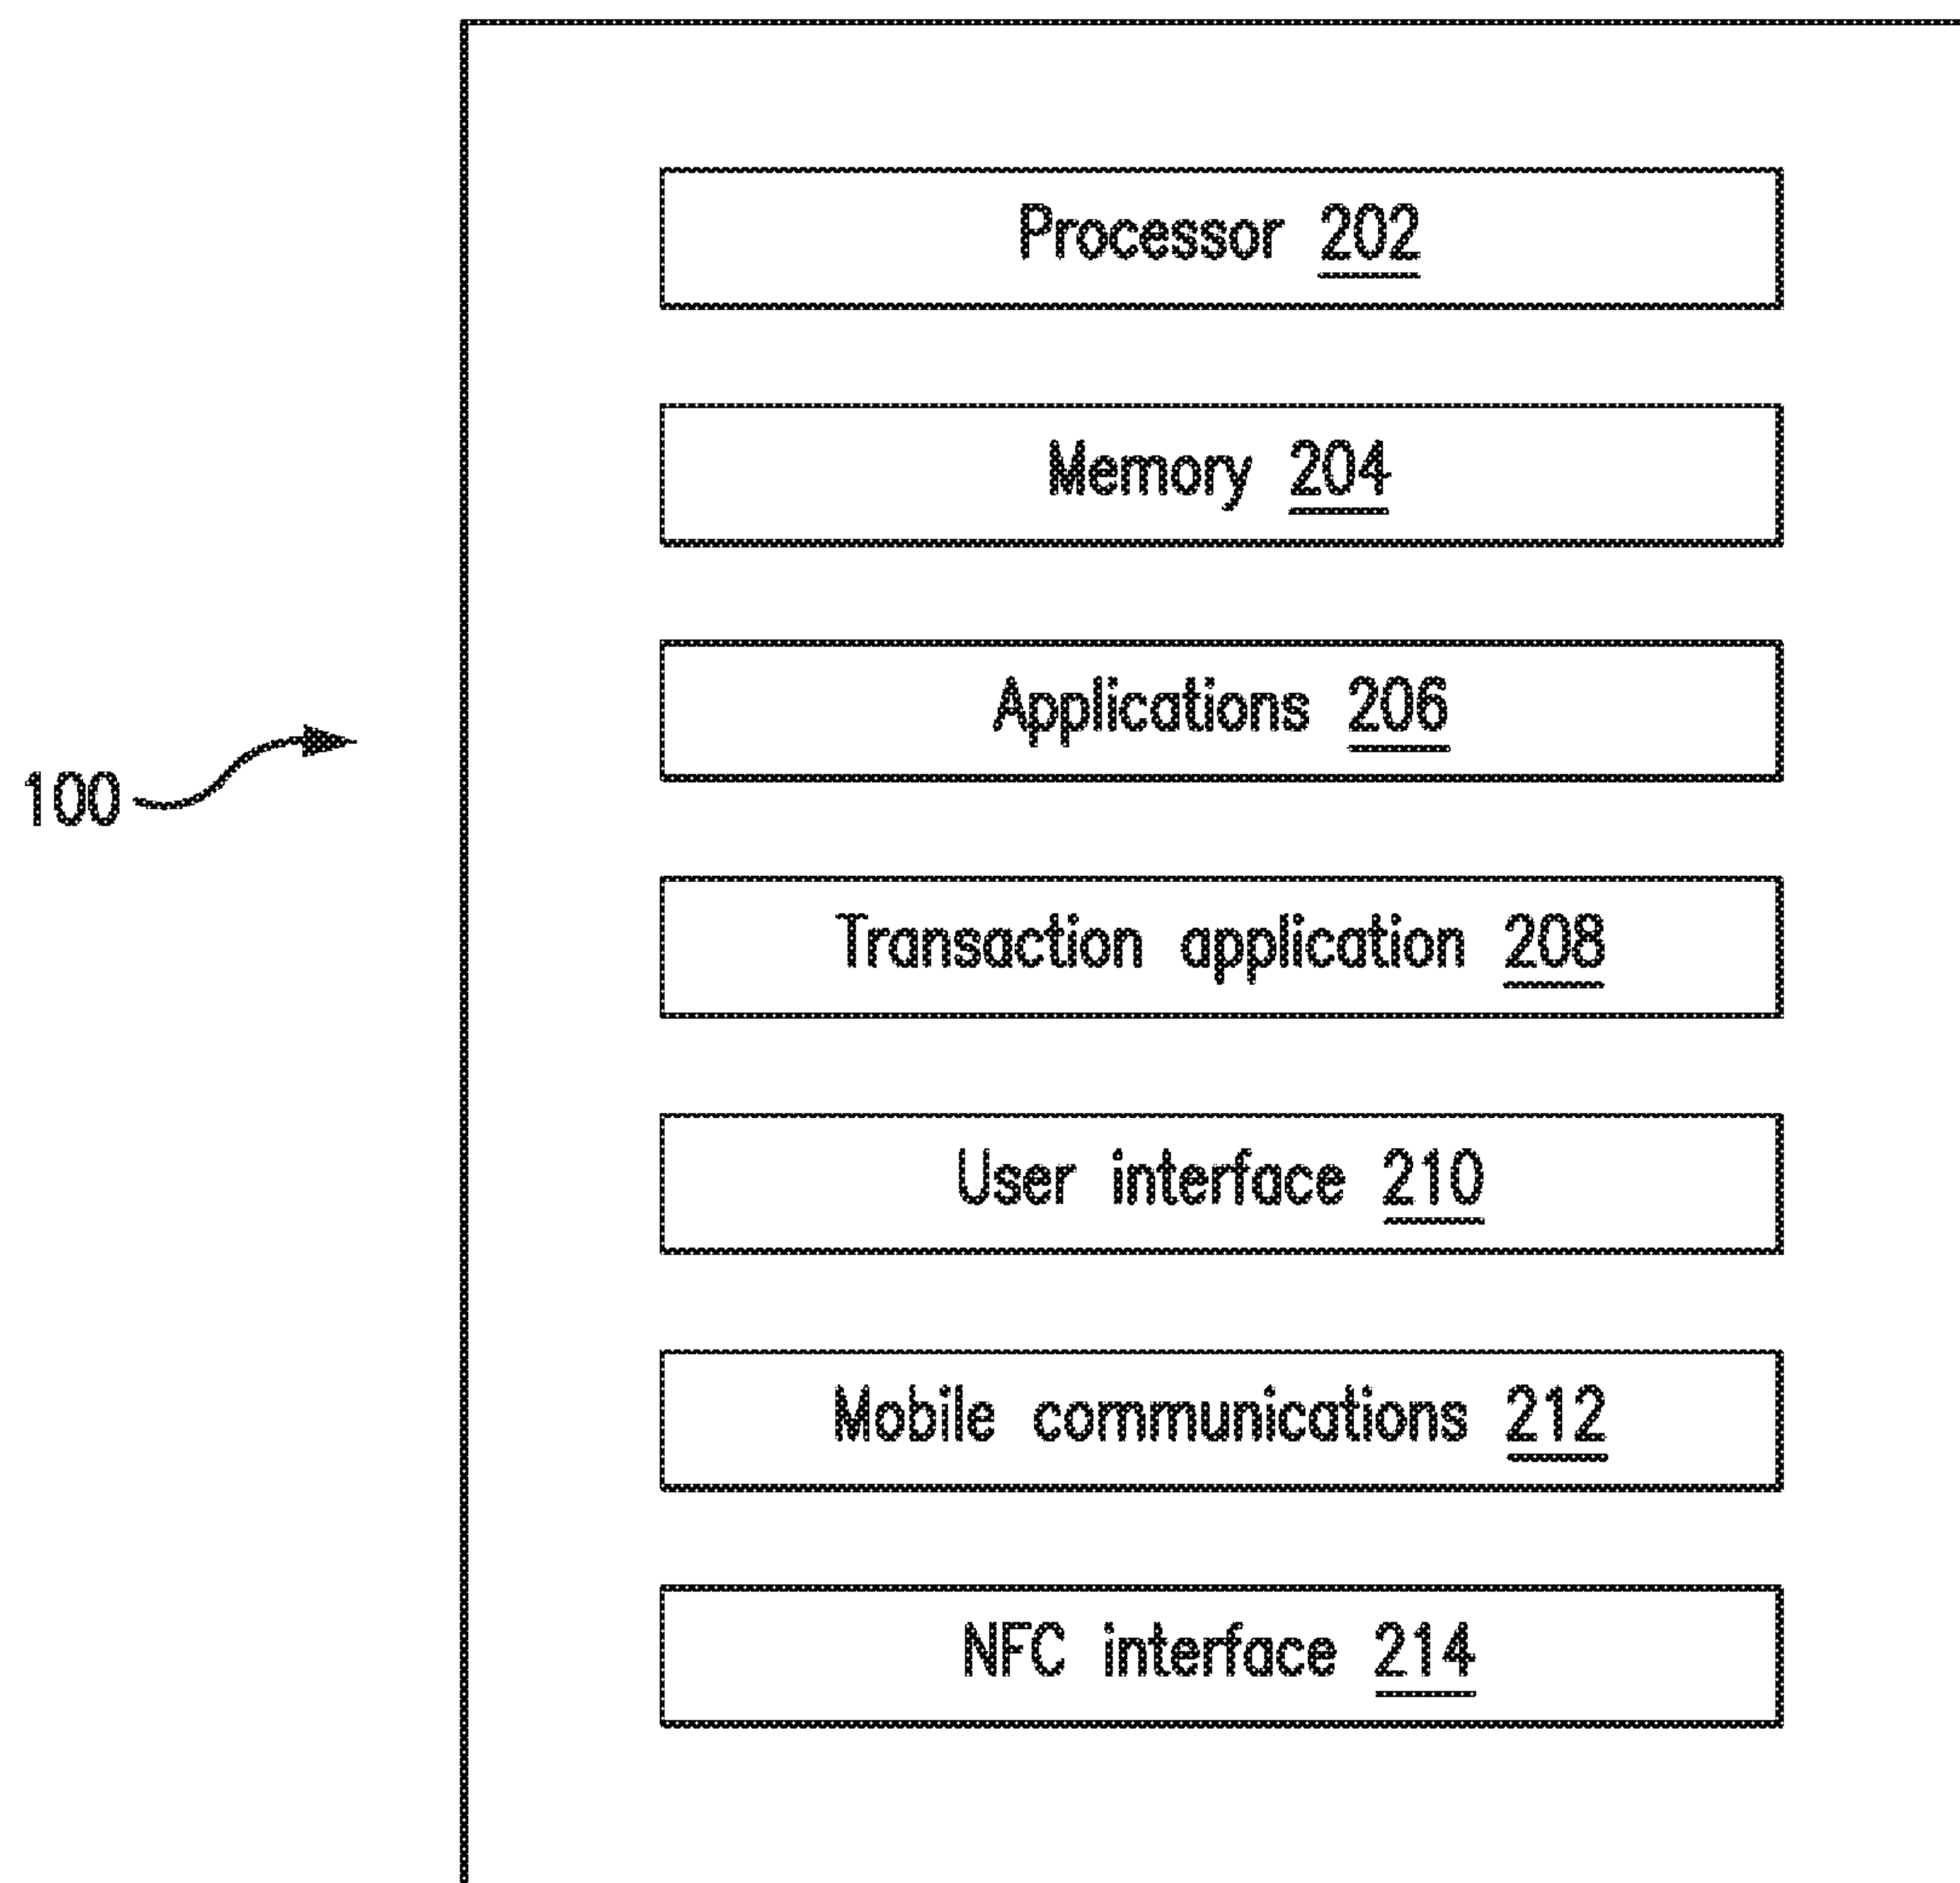 Processor 202
Memory 204
Applications 206
100
Transaction application 208
User interface 210
Mobile communications 212
NFC interface 214